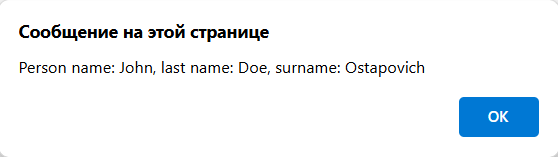 Сообщение на этой странице
Person name: John, last name: Doe, surname: Ostapovich
OK